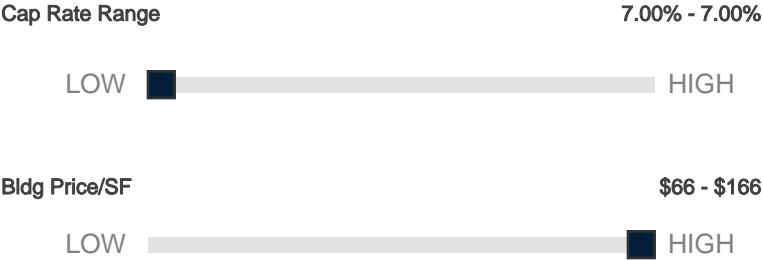 Cap Rate Range 7.00% - 7.00%
LOW HIGH
Bldg Price/SF $66 - $166
LOW HIGH